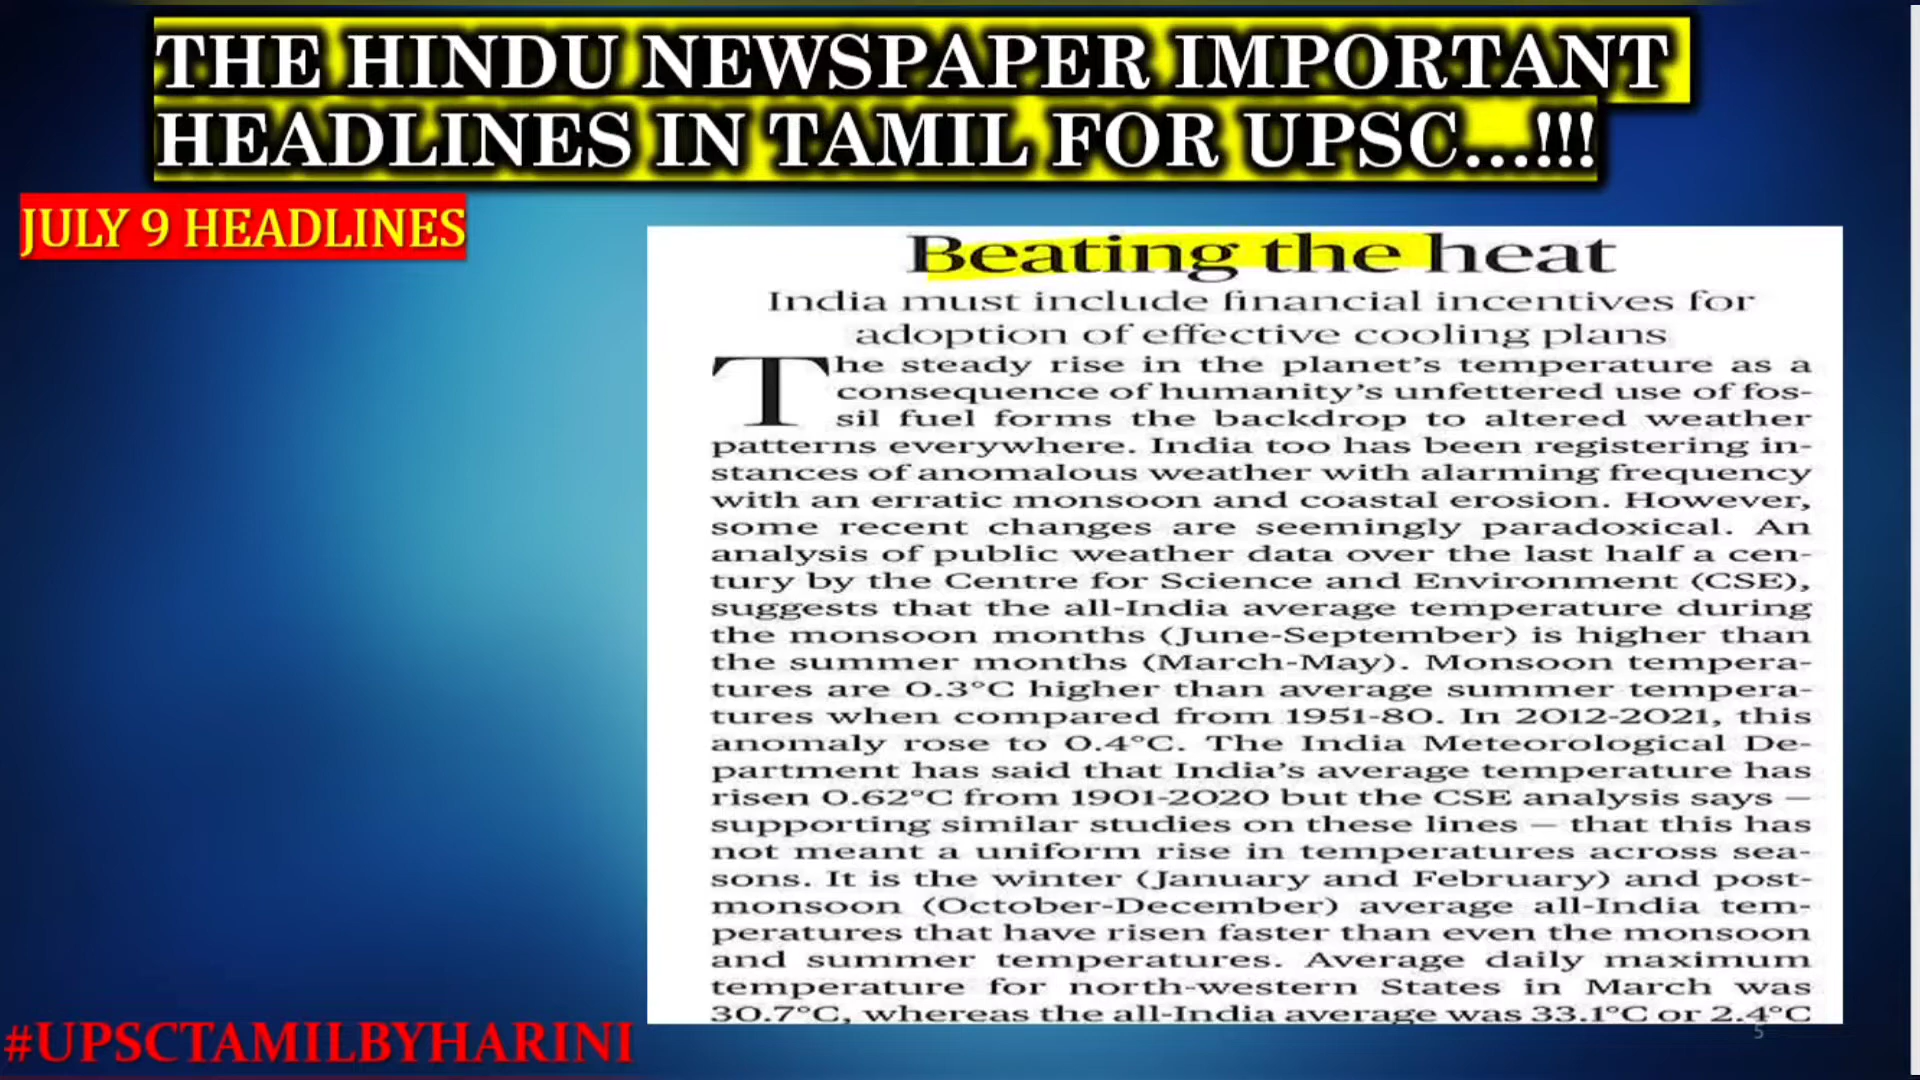 THE HINDU NEWSPAPER IMPORTANT
HEADLINES IN TAMIL FOR UPSC...!!!
JULY 9 HEADLINES
Beating the heat
India must include financial incentives for
adoption of effective cooling plans
The steady rise in the planet's temperature as a
consequence of humanity's unfettered use of fos-
sil fuel forms the backdrop to altered weather
patterns everywhere. India too has been registering in-
stances of anomalous weather with alarming frequency
with an erratic monsoon and coastal erosion. However,
some recent changes are seemingly paradoxical. An
analysis of public weather data over the last half a cen-
tury by the Centre for Science and Environment (CSE),
suggests that the all-India average temperature during
the monsoon months (June-September) is higher than
the summer months (March-May). Monsoon tempera-
tures are 0.3°C higher than average summer tempera-
tures when compared from 1951-80. In 2012-2021, this
anomaly rose to 0.4°C. The India Meteorological De-
partment has said that India's average temperature has
risen 0.62°C from 1901-2020 but the CSE analysis says —
supporting similar studies on these lines — that this has
not meant a uniform rise in temperatures across sea-
sons. It is the winter (January and February) and post-
monsoon (October-December) average all-India tem-
peratures that have risen faster than even the monsoon
and summer temperatures. Average daily maximum
temperature for north-western States in March was
30.7°C, whereas the all-India average was 33.1°C or 2.4°C
#UPSCTAMILBYHARINI
5